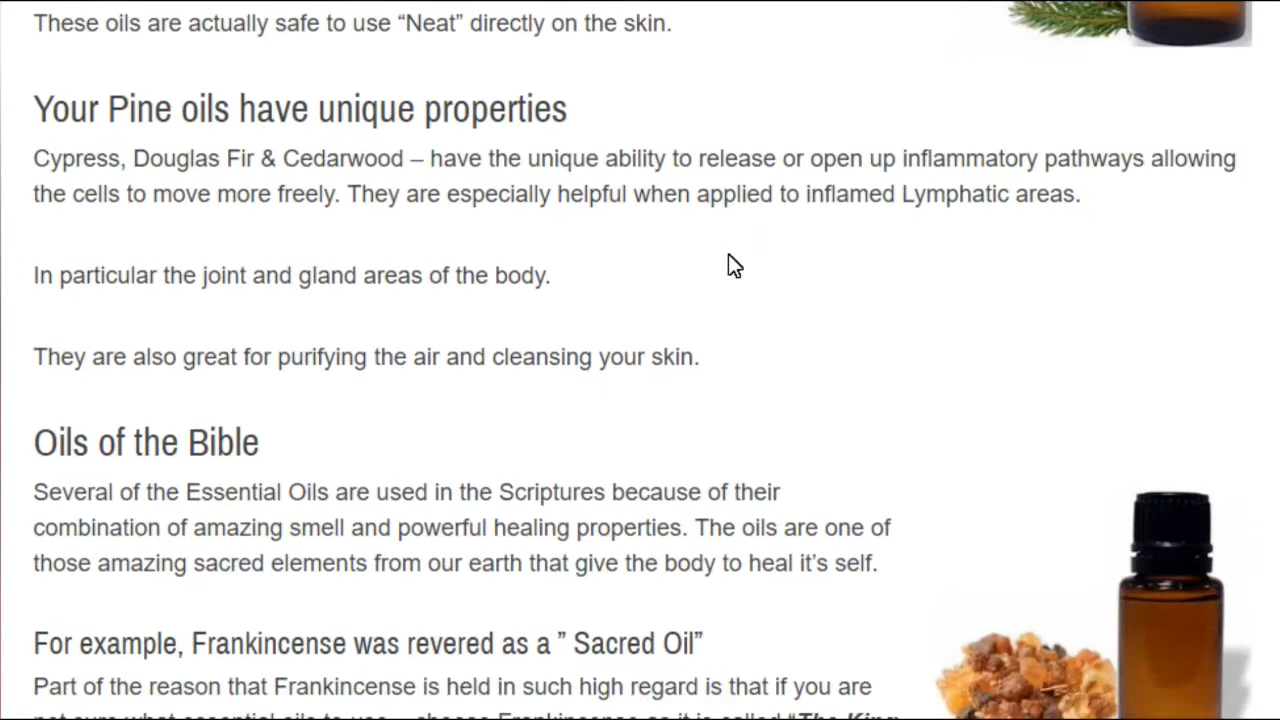 These oils are actually safe to use “Neat” directly on the skin.
Your Pine oils have unique properties
Cypress, Douglas Fir & Cedarwood – have the unique ability to release or open up inflammatory pathways allowing
the cells to move more freely. They are especially helpful when applied to inflamed Lymphatic areas.
In particular the joint and gland areas of the body.
They are also great for purifying the air and cleansing your skin.
Oils of the Bible
Several of the Essential Oils are used in the Scriptures because of their
combination of amazing smell and powerful healing properties. The oils are one of
those amazing sacred elements from our earth that give the body to heal it’s self.
For example, Frankincense was revered as a ” Sacred Oil”
Part of the reason that Frankincense is held in such high regard is that if you are